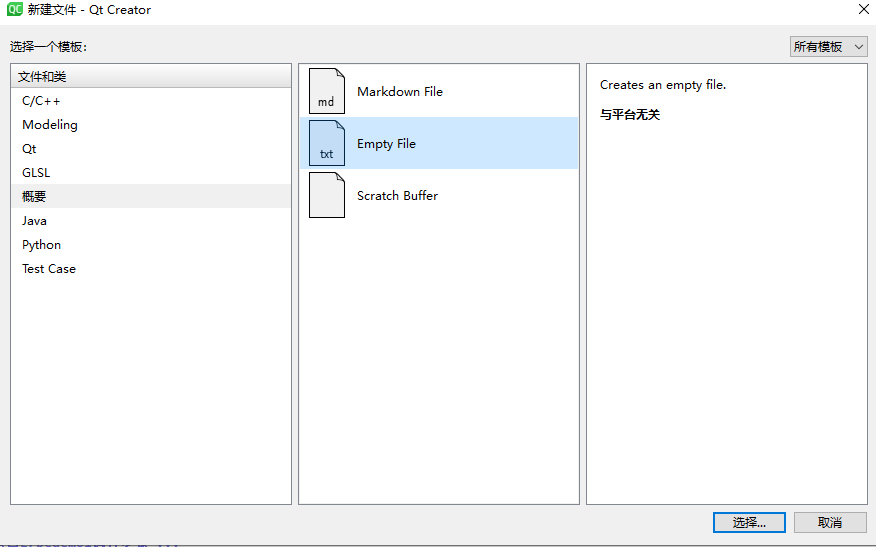 QC 新建文件 - Qt Creator
选择一个模板：
所有模板
文件和类
C/C++
Modeling
Qt
GLSL
概要
Java
Python
Test Case
md
Markdown File
txt
Empty File
Scratch Buffer
Creates an empty file.
与平台无关
选择...
取消